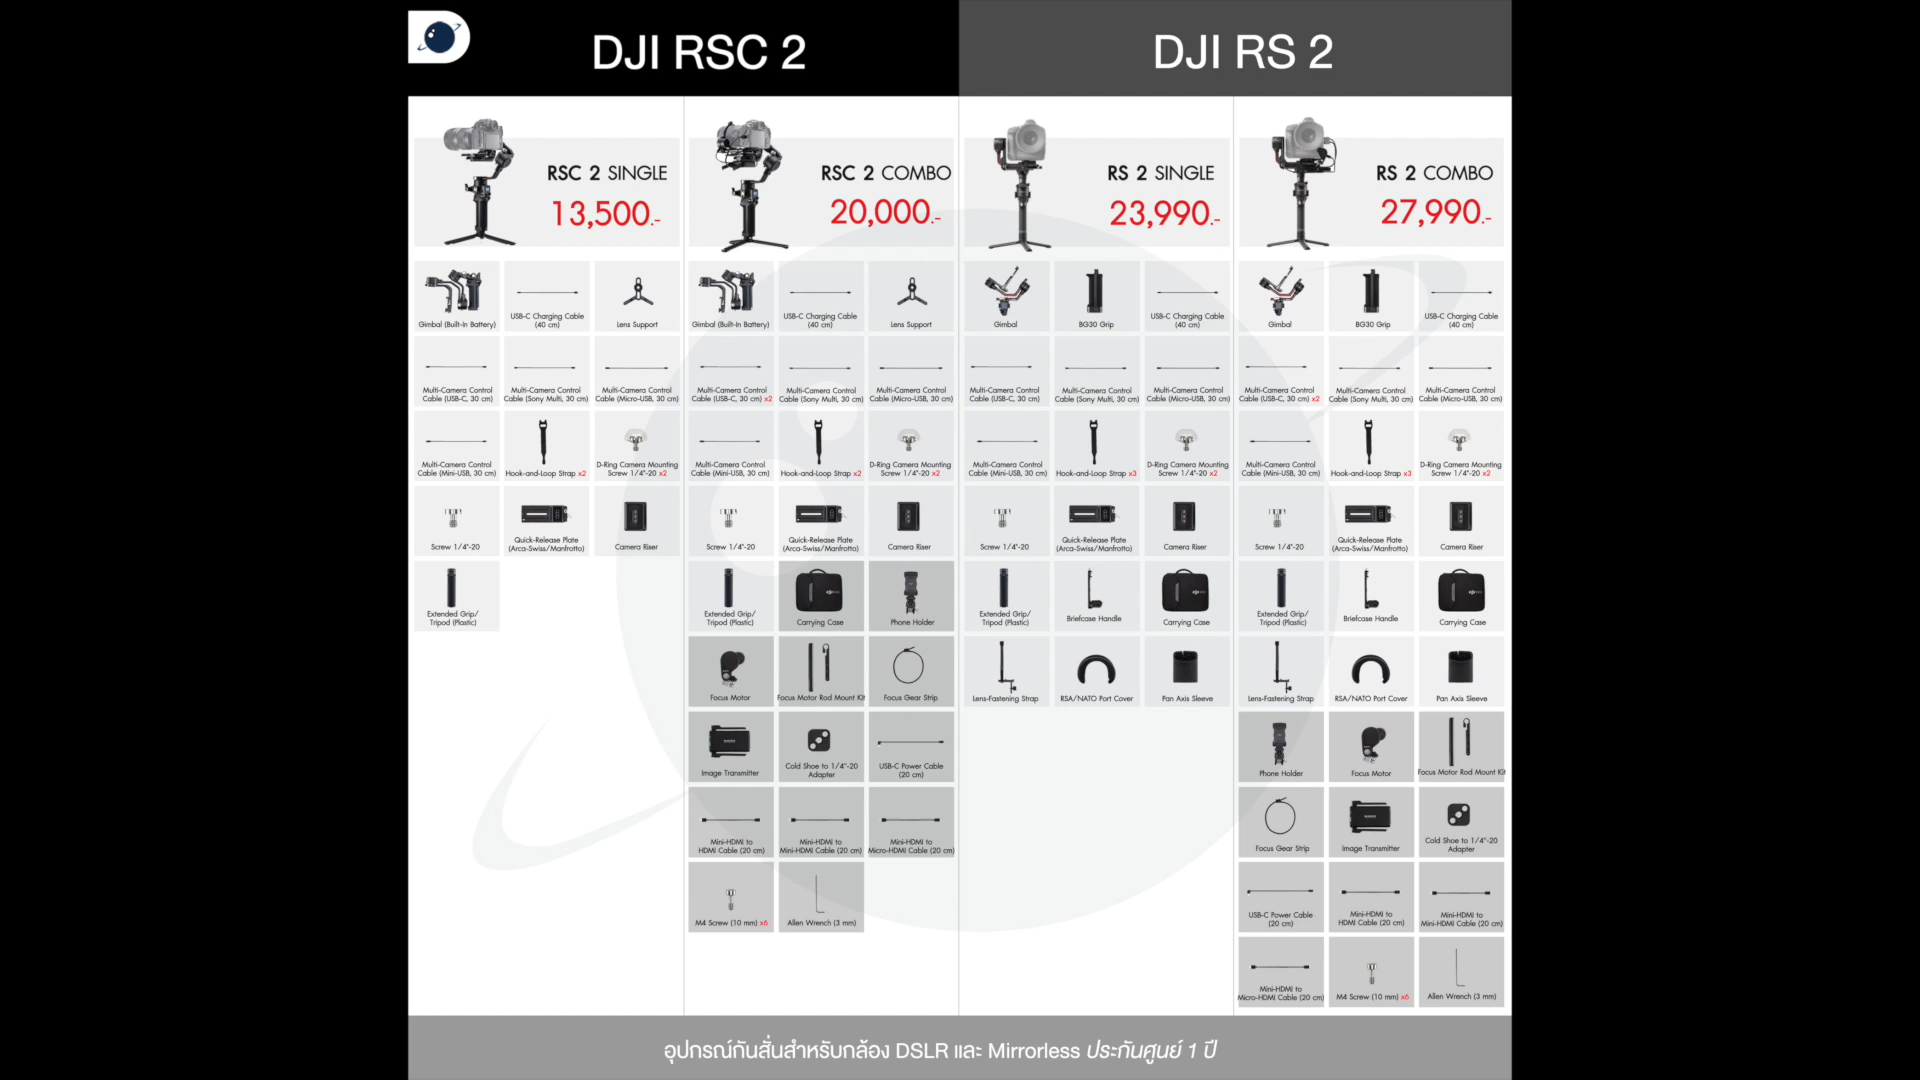 DJI RSC 2
DJI RS 2
RSC 2 SINGLE
13,500.-
RSC 2 COMBO
20,000.-
RS 2 SINGLE
23,990.-
RS 2 COMBO
27,990.-
Gimbal (Built-In Battery)
USB-C Charging Cable
(40 cm)
Lens Support
Multi-Camera Control
Cable (USB-C, 30 cm)
Multi-Camera Control
Cable (Sony Multi, 30 cm)
Multi-Camera Control
Cable (Micro-USB, 30 cm)
Multi-Camera Control
Cable (Mini-USB, 30 cm)
Hook-and-Loop Strap x2
D-Ring Camera Mounting
Screw 1/4"-20 x2
Screw 1/4"-20
Quick-Release Plate
(Arca-Swiss/Manfrotto)
Camera Riser
Extended Grip/
Tripod (Plastic)
Gimbal (Built-In Battery)
USB-C Charging Cable
(40 cm)
Lens Support
Multi-Camera Control
Cable (USB-C, 30 cm) x2
Multi-Camera Control
Cable (Sony Multi, 30 cm)
Multi-Camera Control
Cable (Micro-USB, 30 cm)
Multi-Camera Control
Cable (Mini-USB, 30 cm)
Hook-and-Loop Strap x2
D-Ring Camera Mounting
Screw 1/4"-20 x2
Screw 1/4"-20
Quick-Release Plate
(Arca-Swiss/Manfrotto)
Camera Riser
Extended Grip/
Tripod (Plastic)
Carrying Case
Phone Holder
Focus Motor
Focus Motor Rod Mount Kit
Focus Gear Strip
Image Transmitter
Cold Shoe to 1/4"-20
Adapter
USB-C Power Cable
(20 cm)
Mini-HDMI to
HDMI Cable (20 cm)
Mini-HDMI to
Mini-HDMI Cable (20 cm)
Mini-HDMI to
Micro-HDMI Cable (20 cm)
M4 Screw (10 mm) x6
Allen Wrench (3 mm)
Gimbal
BG30 Grip
USB-C Charging Cable
(40 cm)
Multi-Camera Control
Cable (USB-C, 30 cm)
Multi-Camera Control
Cable (Sony Multi, 30 cm)
Multi-Camera Control
Cable (Micro-USB, 30 cm)
Multi-Camera Control
Cable (Mini-USB, 30 cm)
Hook-and-Loop Strap x3
D-Ring Camera Mounting
Screw 1/4"-20 x2
Screw 1/4"-20
Quick-Release Plate
(Arca-Swiss/Manfrotto)
Camera Riser
Extended Grip/
Tripod (Plastic)
Briefcase Handle
Carrying Case
Lens-Fastening Strap
RSA/NATO Port Cover
Pan Axis Sleeve
Gimbal
BG30 Grip
USB-C Charging Cable
(40 cm)
Multi-Camera Control
Cable (USB-C, 30 cm) x2
Multi-Camera Control
Cable (Sony Multi, 30 cm)
Multi-Camera Control
Cable (Micro-USB, 30 cm)
Multi-Camera Control
Cable (Mini-USB, 30 cm)
Hook-and-Loop Strap x3
D-Ring Camera Mounting
Screw 1/4"-20 x2
Screw 1/4"-20
Quick-Release Plate
(Arca-Swiss/Manfrotto)
Camera Riser
Extended Grip/
Tripod (Plastic)
Briefcase Handle
Carrying Case
Lens-Fastening Strap
RSA/NATO Port Cover
Pan Axis Sleeve
Phone Holder
Focus Motor
Focus Motor Rod Mount Kit
Focus Gear Strip
Image Transmitter
Cold Shoe to 1/4"-20
Adapter
USB-C Power Cable
(20 cm)
Mini-HDMI to
HDMI Cable (20 cm)
Mini-HDMI to
Mini-HDMI Cable (20 cm)
Mini-HDMI to
Micro-HDMI Cable (20 cm)
M4 Screw (10 mm) x6
Allen Wrench (3 mm)
อุปกรณ์กันสั่นสำหรับกล้อง DSLR และ Mirrorless ประกันศูนย์ 1 ปี